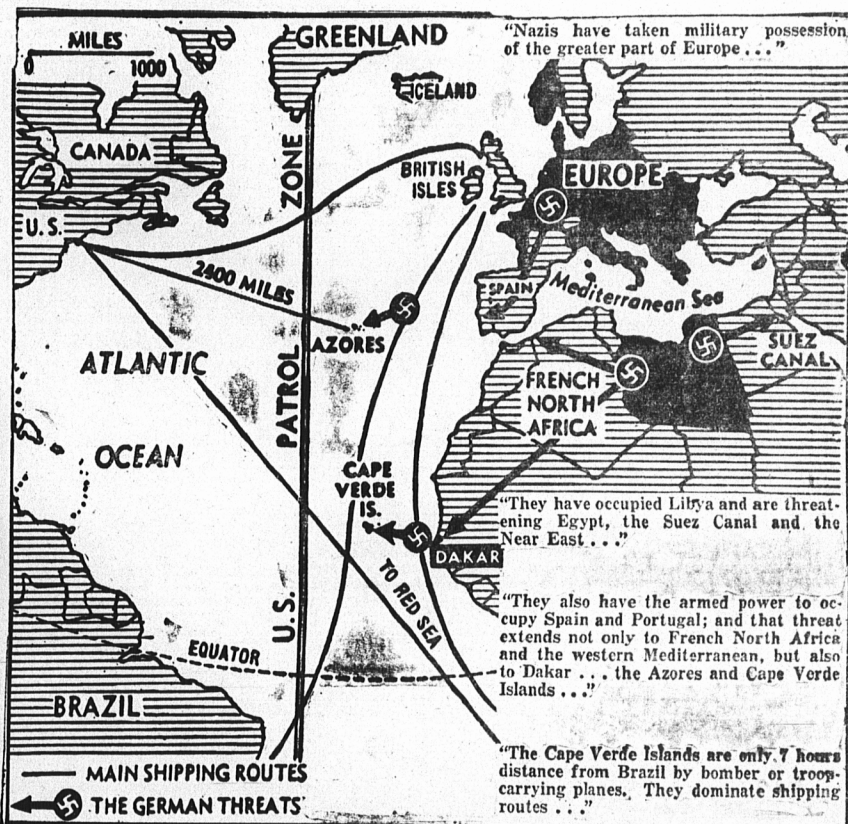 MILES
0 1000
GREENLAND
ICELAND
"Nazis have taken military possession
of the greater part of Europe . . ."
CANADA
U.S.
BRITISH
ISLES
EUROPE
SPAIN
Mediterranean Sea
2400 MILES
AZORES
SUEZ
CANAL
FRENCH
NORTH
AFRICA
ATLANTIC
OCEAN
U.S. PATROL ZONE
CAPE
VERDE
IS.
DAKAR
TO RED SEA
EQUATOR
BRAZIL
"They have occupied Libya and are threat-
ening Egypt, the Suez Canal and the
Near East . . ."
"They also have the armed power to oc-
cupy Spain and Portugal; and that threat
extends not only to French North Africa
and the western Mediterranean, but also
to Dakar . . . the Azores and Cape Verde
Islands . . ."
"The Cape Verde Islands are only 7 hours
distance from Brazil by bomber or troop-
carrying planes. They dominate shipping
routes . . ."
MAIN SHIPPING ROUTES
THE GERMAN THREATS